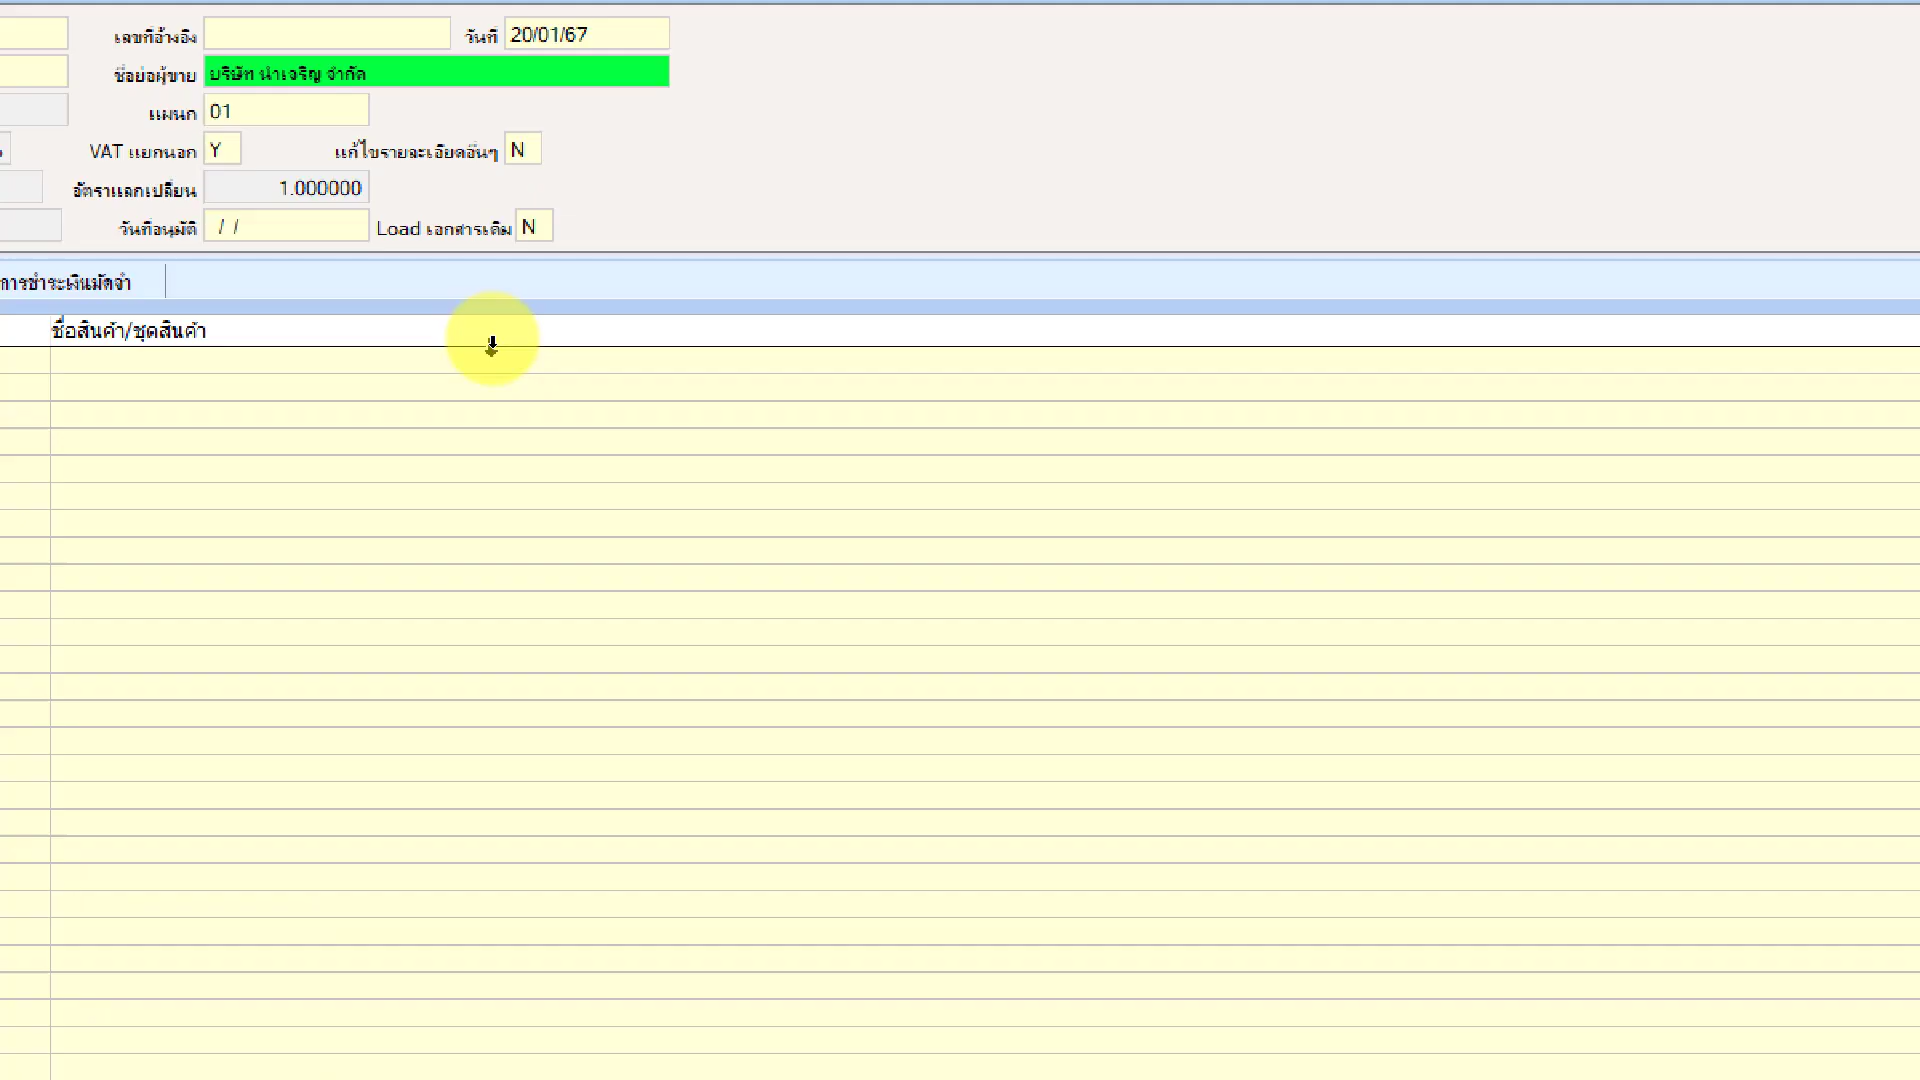 เลขที่อ้างอิง วันที่ 20/01/67
ชื่อย่อผู้ขาย บริษัท นำเจริญ จำกัด
แผนก 01
VAT แยกนอก Y แก้ไขรายละเอียดอื่นๆ N
อัตราแลกเปลี่ยน 1.000000
วันที่อนุมัติ / / Load เอกสารเดิม N
การชำระเงินมัดจำ
ชื่อสินค้า/ชุดสินค้า